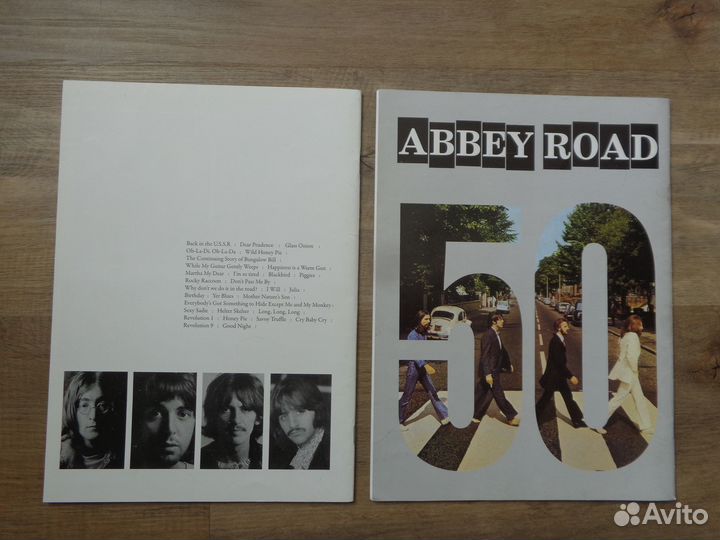 Back in the U.S.S.R. : Dear Prudence : Glass Onion :
Ob-La-Di, Ob-La-Da : Wild Honey Pie :
The Continuing Story of Bungalow Bill :
While My Guitar Gently Weeps : Happiness is a Warm Gun :
Martha My Dear : I'm so tired : Blackbird : Piggies :
Rocky Raccoon : Don't Pass Me By :
Why don't we do it in the road? : I Will : Julia :
Birthday : Yer Blues : Mother Nature's Son :
Everybody's Got Something to Hide Except Me and My Monkey :
Sexy Sadie : Helter Skelter : Long, Long, Long :
Revolution 1 : Honey Pie : Savoy Truffle : Cry Baby Cry :
Revolution 9 : Good Night
ABBEY ROAD
50
Avito